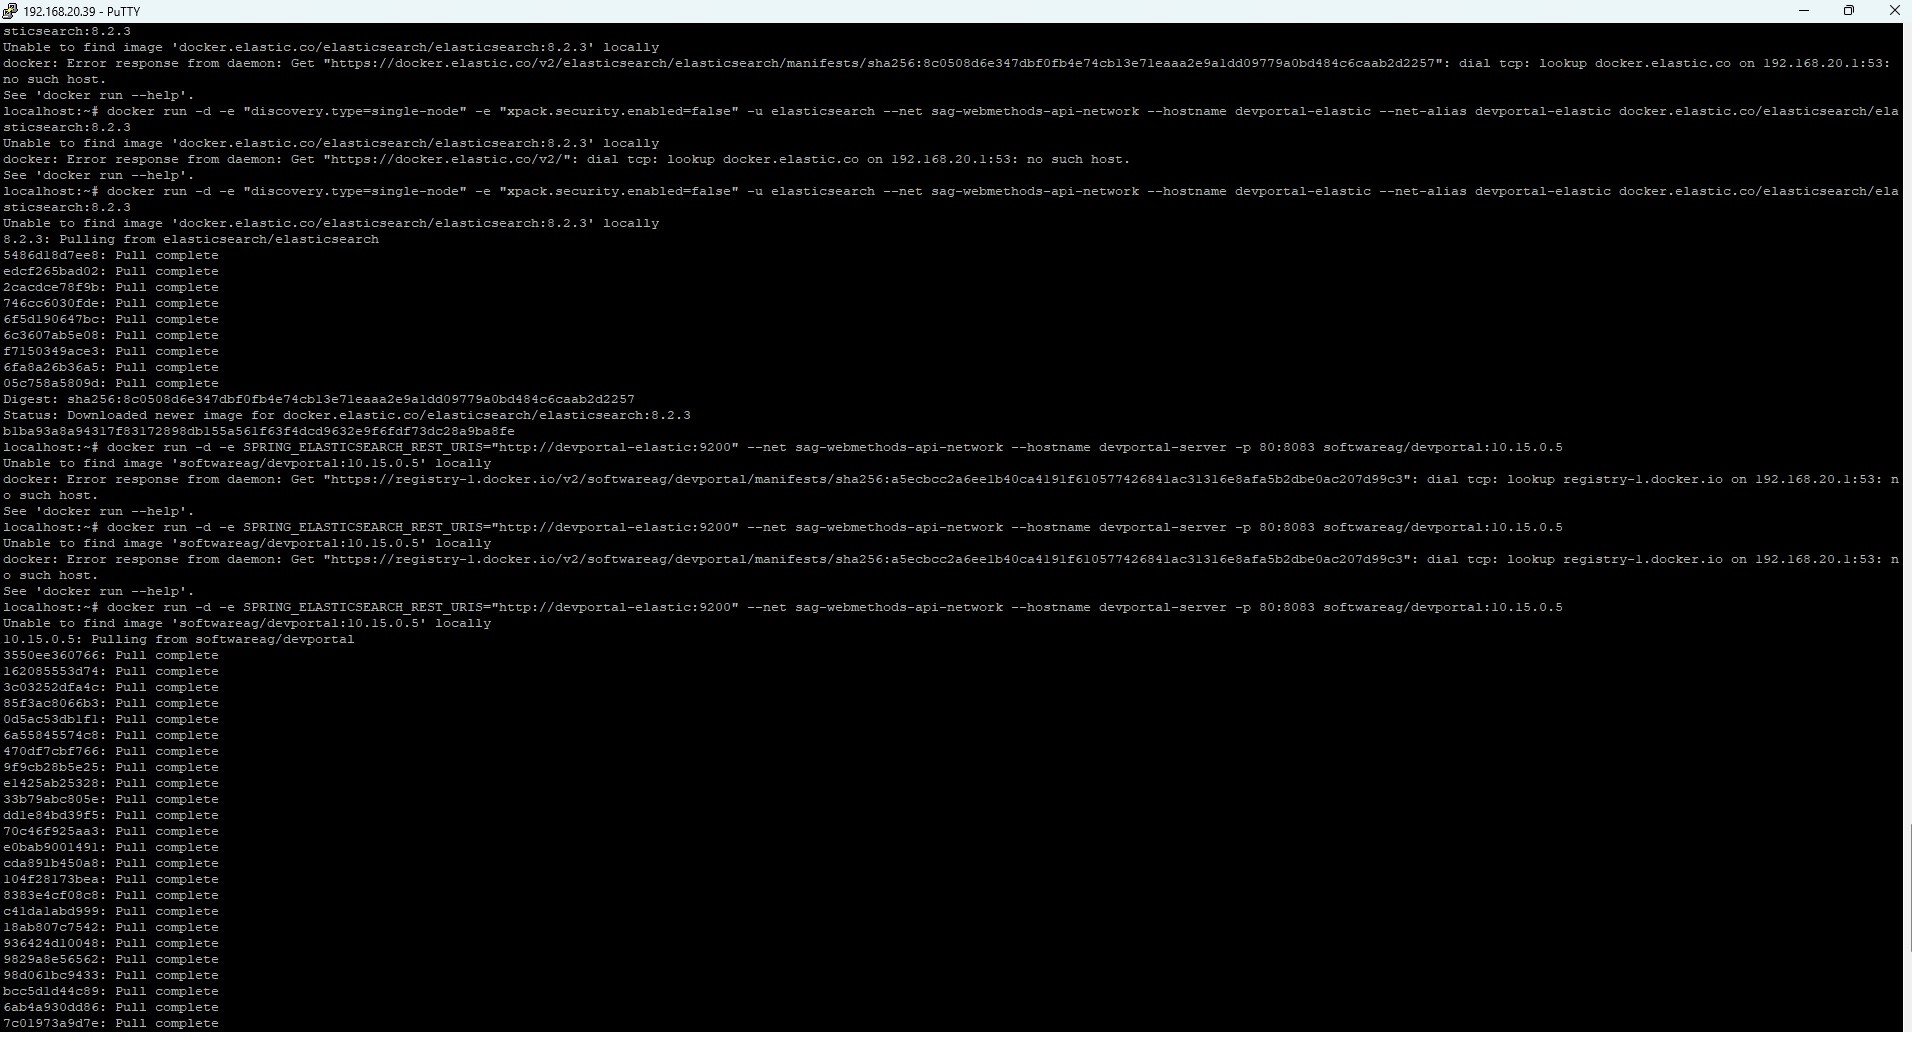 192.168.20.39 - PuTTY
sticsearch:8.2.3
Unable to find image 'docker.elastic.co/elasticsearch/elasticsearch:8.2.3' locally
docker: Error response from daemon: Get "https://docker.elastic.co/v2/elasticsearch/elasticsearch/manifests/sha256:8c0508d6e347dbf0fb4e74cb13e71eaaa2e9a1dd09779a0bd484c6caab2d2257": dial tcp: lookup docker.elastic.co on 192.168.20.1:53:
no such host.
See 'docker run --help'.
localhost:~# docker run -d -e "discovery.type=single-node" -e "xpack.security.enabled=false" -u elasticsearch --net sag-webmethods-api-network --hostname devportal-elastic --net-alias devportal-elastic docker.elastic.co/elasticsearch/ela
sticsearch:8.2.3
Unable to find image 'docker.elastic.co/elasticsearch/elasticsearch:8.2.3' locally
docker: Error response from daemon: Get "https://docker.elastic.co/v2/": dial tcp: lookup docker.elastic.co on 192.168.20.1:53: no such host.
See 'docker run --help'.
localhost:~# docker run -d -e "discovery.type=single-node" -e "xpack.security.enabled=false" -u elasticsearch --net sag-webmethods-api-network --hostname devportal-elastic --net-alias devportal-elastic docker.elastic.co/elasticsearch/ela
sticsearch:8.2.3
Unable to find image 'docker.elastic.co/elasticsearch/elasticsearch:8.2.3' locally
8.2.3: Pulling from elasticsearch/elasticsearch
5486d18d7ee8: Pull complete
edcf265bad02: Pull complete
2cacdce78f9b: Pull complete
746cc6030fde: Pull complete
6f5d190647bc: Pull complete
6c3607ab5e08: Pull complete
f7150349ace3: Pull complete
6fa8a26b36a5: Pull complete
05c758a5809d: Pull complete
Digest: sha256:8c0508d6e347dbf0fb4e74cb13e71eaaa2e9a1dd09779a0bd484c6caab2d2257
Status: Downloaded newer image for docker.elastic.co/elasticsearch/elasticsearch:8.2.3
b1ba93a8a94317f83172898db155a561f63f4dcd9632e9f6fdf73dc28a9ba8fe
localhost:~# docker run -d -e SPRING_ELASTICSEARCH_REST_URIS="http://devportal-elastic:9200" --net sag-webmethods-api-network --hostname devportal-server -p 80:8083 softwareag/devportal:10.15.0.5
Unable to find image 'softwareag/devportal:10.15.0.5' locally
docker: Error response from daemon: Get "https://registry-1.docker.io/v2/softwareag/devportal/manifests/sha256:a5ecbcc2a6ee1b40ca4191f610577426841ac31316e8afa5b2dbe0ac207d99c3": dial tcp: lookup registry-1.docker.io on 192.168.20.1:53: n
o such host.
See 'docker run --help'.
localhost:~# docker run -d -e SPRING_ELASTICSEARCH_REST_URIS="http://devportal-elastic:9200" --net sag-webmethods-api-network --hostname devportal-server -p 80:8083 softwareag/devportal:10.15.0.5
Unable to find image 'softwareag/devportal:10.15.0.5' locally
docker: Error response from daemon: Get "https://registry-1.docker.io/v2/softwareag/devportal/manifests/sha256:a5ecbcc2a6ee1b40ca4191f610577426841ac31316e8afa5b2dbe0ac207d99c3": dial tcp: lookup registry-1.docker.io on 192.168.20.1:53: n
o such host.
See 'docker run --help'.
localhost:~# docker run -d -e SPRING_ELASTICSEARCH_REST_URIS="http://devportal-elastic:9200" --net sag-webmethods-api-network --hostname devportal-server -p 80:8083 softwareag/devportal:10.15.0.5
Unable to find image 'softwareag/devportal:10.15.0.5' locally
10.15.0.5: Pulling from softwareag/devportal
3550ee360766: Pull complete
162085553d74: Pull complete
3c03252dfa4c: Pull complete
85f3ac8066b3: Pull complete
0d5ac53db1f1: Pull complete
6a55845574c8: Pull complete
470df7cbf766: Pull complete
9f9cb28b5e25: Pull complete
e1425ab25328: Pull complete
33b79abc805e: Pull complete
dd1e84bd39f5: Pull complete
70c46f925aa3: Pull complete
e0bab9001491: Pull complete
cda891b450a8: Pull complete
104f28173bea: Pull complete
8383e4cf08c8: Pull complete
c41da1abd999: Pull complete
18ab807c7542: Pull complete
936424d10048: Pull complete
9829a8e56562: Pull complete
98d061bc9433: Pull complete
bcc5d1d44c89: Pull complete
6ab4a930dd86: Pull complete
7c01973a9d7e: Pull complete